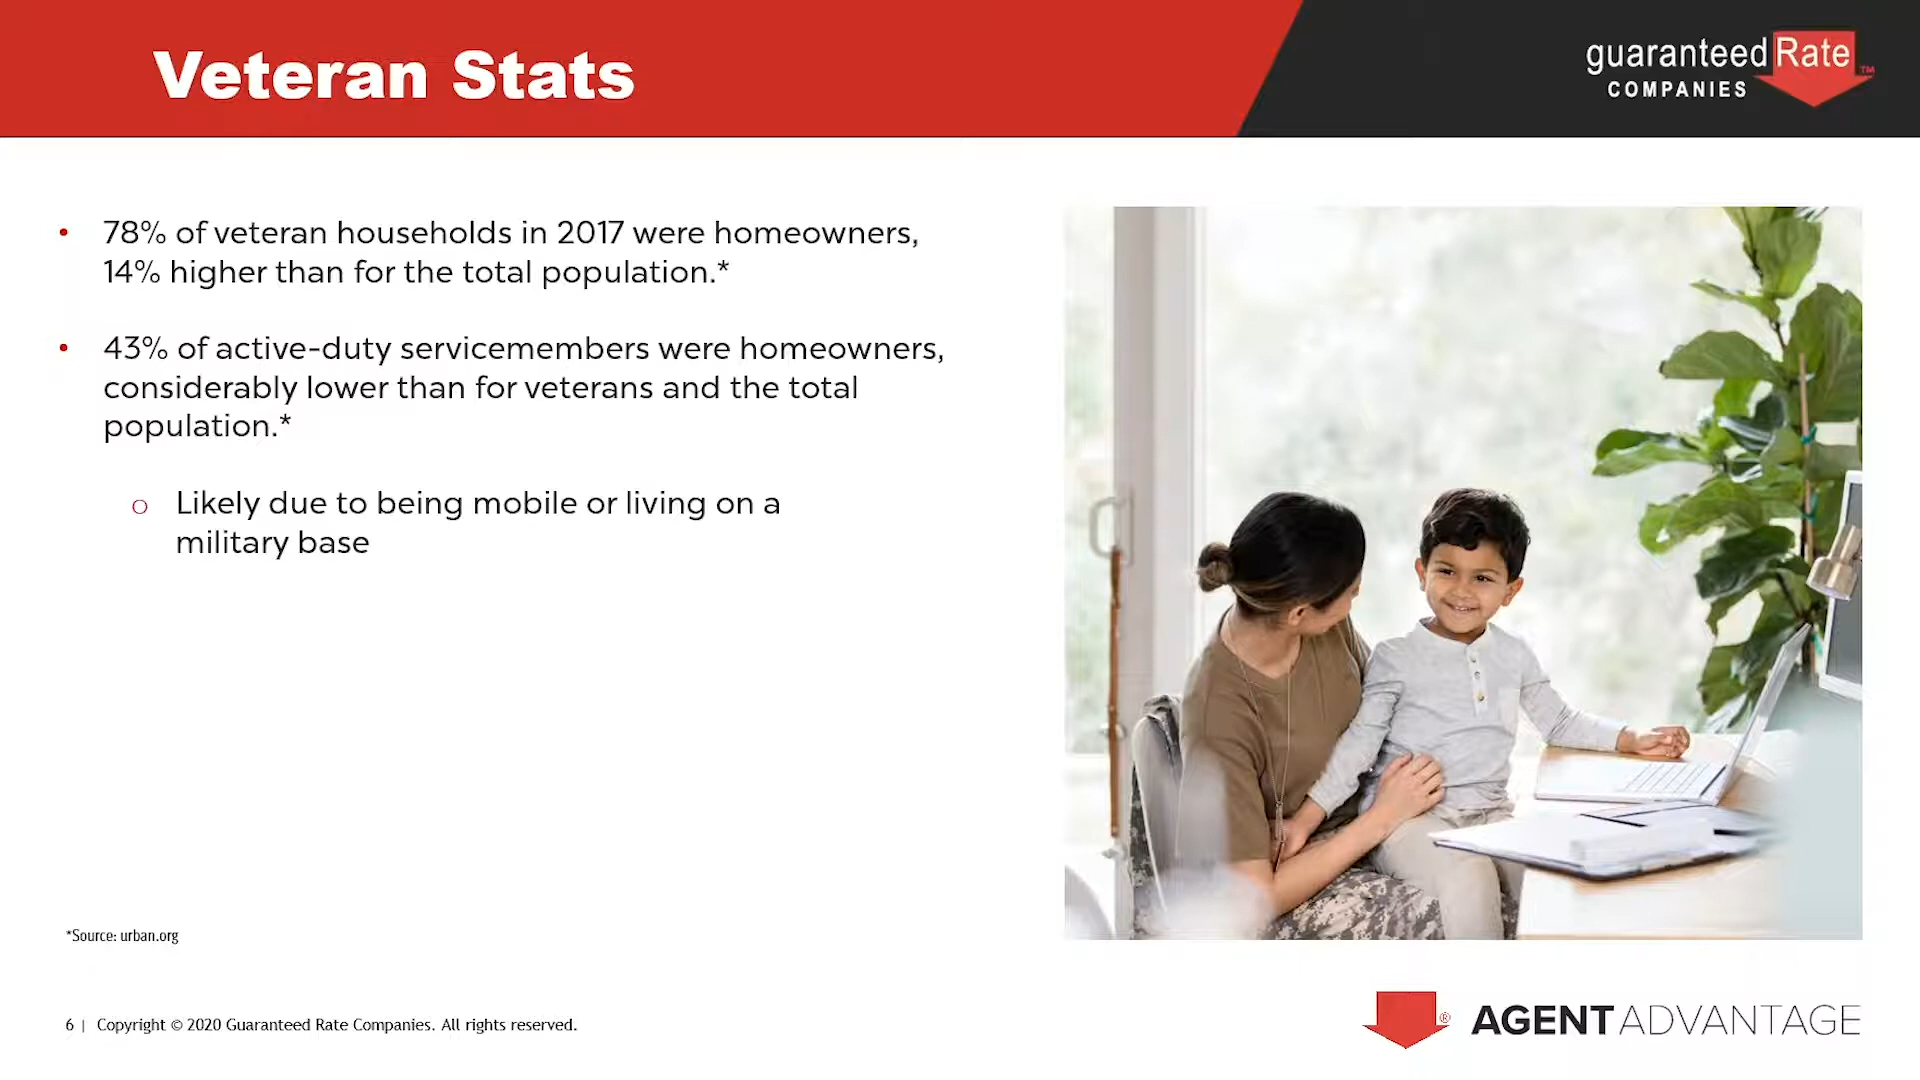 Veteran Stats
guaranteed Rate™
COMPANIES
• 78% of veteran households in 2017 were homeowners,
14% higher than for the total population.*
• 43% of active-duty servicemembers were homeowners,
considerably lower than for veterans and the total
population.*
o Likely due to being mobile or living on a
military base
*Source: urban.org
6 | Copyright © 2020 Guaranteed Rate Companies. All rights reserved.
® AGENT ADVANTAGE